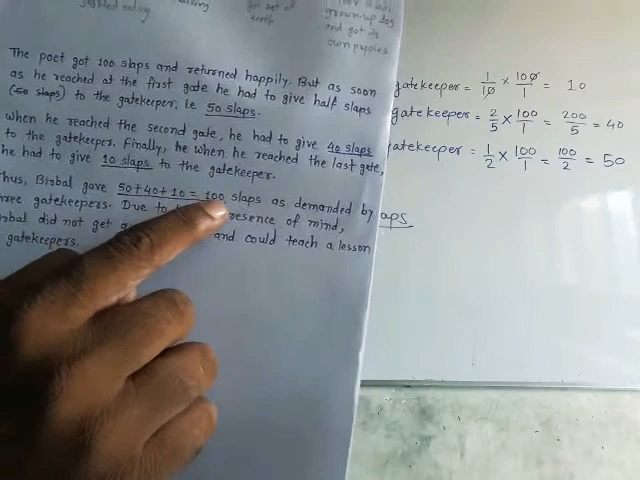 started eating
talking
got set of
teeth
grown up dog
and got its
own puppies
The poet got 100 slaps and returned happily. But as soon
as he reached at the first gate he had to give half slaps
(50 slaps) to the gatekeeper, i.e 50 slaps.
When he reached the second gate, he had to give 40 slaps
to the gatekeeper. Finally, he when he reached the last gate,
he had to give 10 slaps to the gatekeeper.
Thus, Birbal gave 50+40+10 = 100 slaps as demanded by
three gatekeepers. Due to presence of mind,
Birbal did not get and could teach a lesson
gatekeepers.
gatekeeper = 1/10 × 100/1 = 10
gatekeeper = 2/5 × 100/1 = 200/5 = 40
gatekeeper = 1/2 × 100/1 = 100/2 = 50
aps